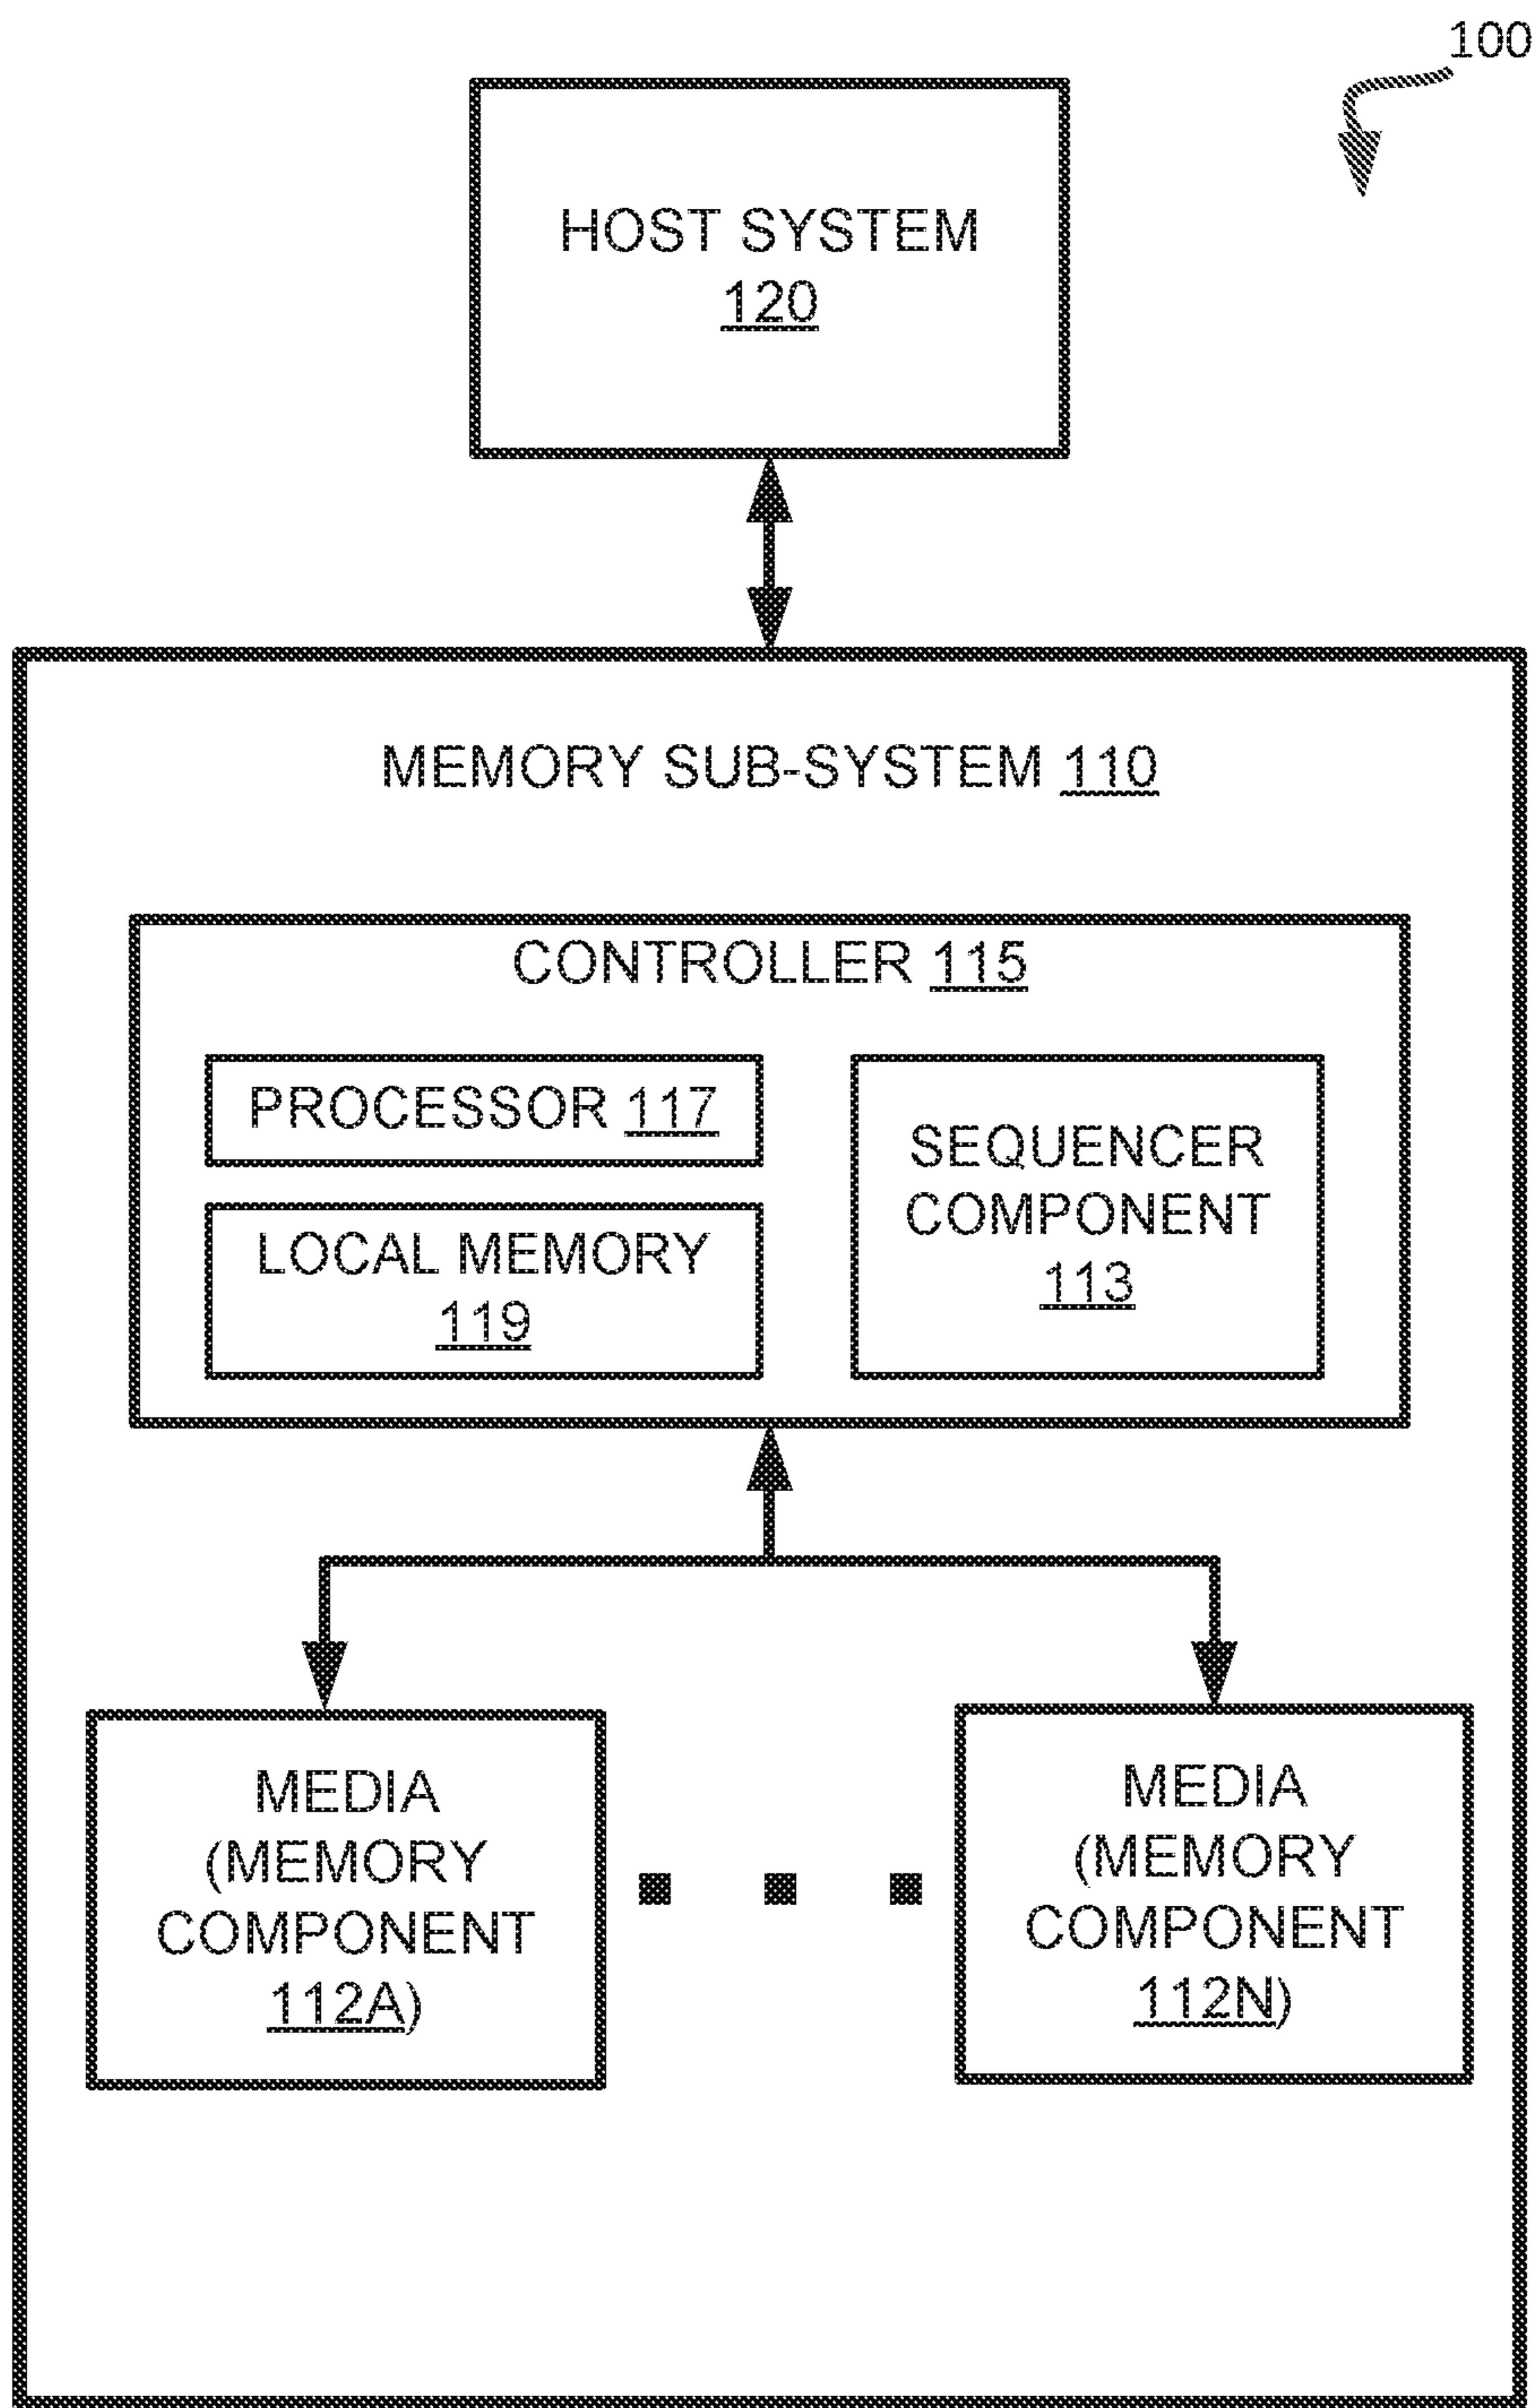 100
HOST SYSTEM
120
MEMORY SUB-SYSTEM 110
CONTROLLER 115
PROCESSOR 117
LOCAL MEMORY
119
SEQUENCER
COMPONENT
113
MEDIA
(MEMORY
COMPONENT
112A)
MEDIA
(MEMORY
COMPONENT
112N)